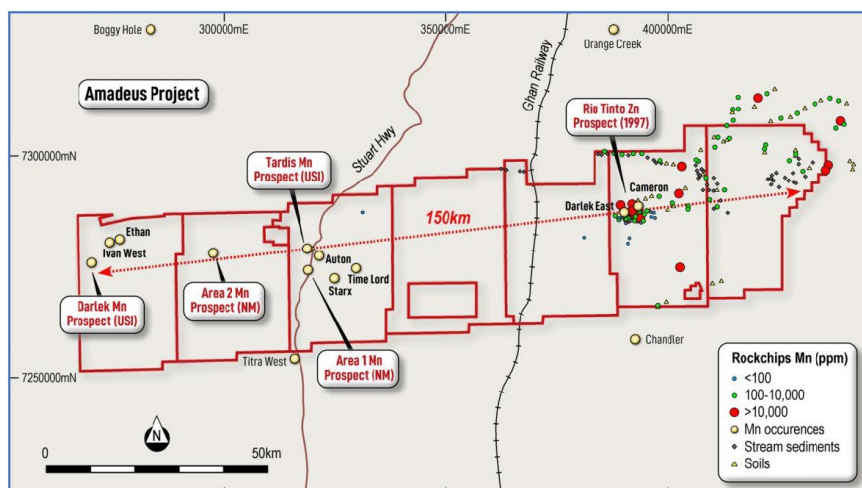 300000mE
350000mE
400000mE
Boggy Hole
Orange Creek
Amadeus Project
Stuart Hwy
Ghan Railway
Rio Tinto Zn
Prospect (1997)
7300000mN
Tardis Mn
Prospect (USI)
Cameron
Darlek East
150km
Ethan
Ivan West
Auton
Time Lord
Starx
Darlek Mn
Prospect (USI)
Area 2 Mn
Prospect (NM)
Area 1 Mn
Prospect (NM)
Titra West
Chandler
7250000mN
Rockchips Mn (ppm)
<100
100-10,000
>10,000
Mn occurences
Stream sediments
Soils
N
0
50km